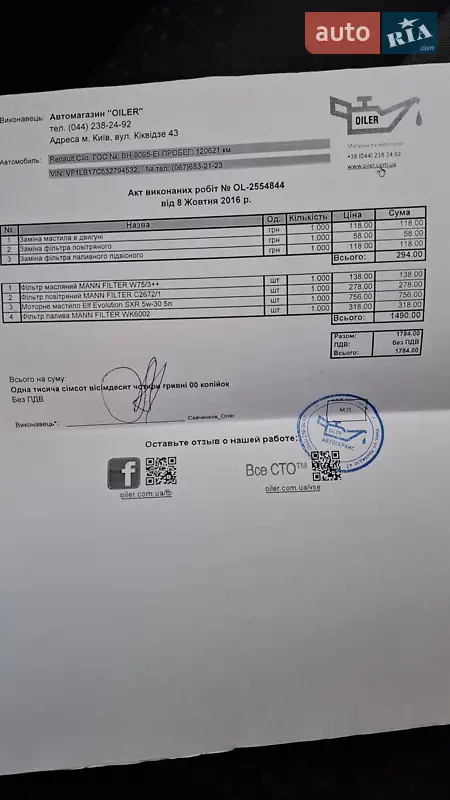 auto RIA .com
Виконавець: Автомагазин "OILER"
тел. (044) 238-24-92
Адреса м. Київ, вул. Кіквідзе 43
OILER
+38 (044) 238 24 92
www.oiler.com.ua
Автомобіль: Renault Clio ГОС №: BH-9095-EI ПРОБЕГ: 120621 км
VIN: VF1LB17C532794532. №тел: (067)683-21-23
Акт виконаних робіт № OL-2554844
від 8 Жовтня 2016 р.
№ Назва Од. Кількість Ціна Сума
1 Заміна мастила в двигуні грн 1.000 118.00 118.00
2 Заміна фільтра повітряного грн 1.000 58.00 58.00
3 Заміна фільтра паливного підвісного грн 1.000 118.00 118.00
Всього: 294.00
1 Фільтр масляний MANN FILTER W75/3++ шт 1.000 138.00 138.00
2 Фільтр повітряний MANN FILTER C2672/1 шт 1.000 278.00 278.00
3 Моторне мастило Elf Evolution SXR 5w-30 5л шт 1.000 756.00 756.00
4 Фільтр палива MANN FILTER WK6002 шт 1.000 318.00 318.00
Всього: 1490.00
Разом: 1784.00
ПДВ: без ПДВ
Всього: 1784.00
Всього на суму:
Одна тисяча сімсот вісімдесят чотири гривні 00 копійок
Без ПДВ
Виконавець* Савченков_Oiler
М.П.
OILER
АВТОСЕРВИС
Оставьте отзыв о нашей работе:
f
oiler.com.ua/fb
Все СТО™
oiler.com.ua/vse